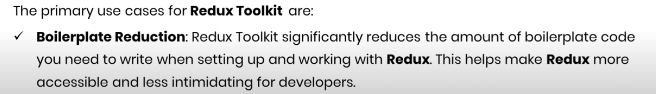 The primary use cases for Redux Toolkit are:
✓ Boilerplate Reduction: Redux Toolkit significantly reduces the amount of boilerplate code
you need to write when setting up and working with Redux. This helps make Redux more
accessible and less intimidating for developers.